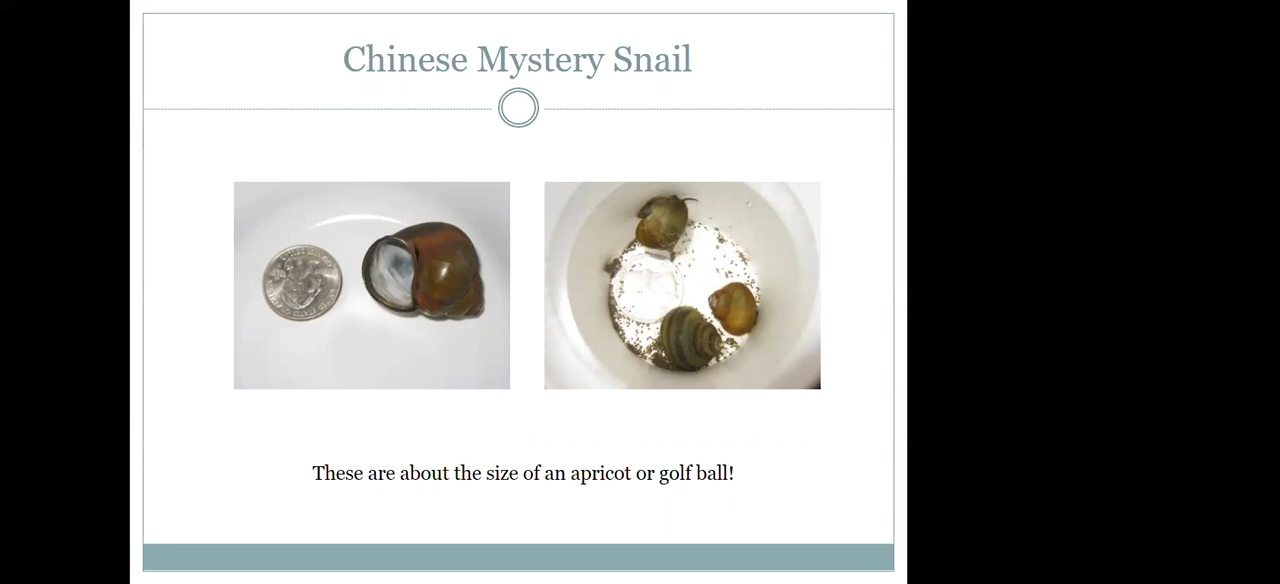 Chinese Mystery Snail
These are about the size of an apricot or golf ball!